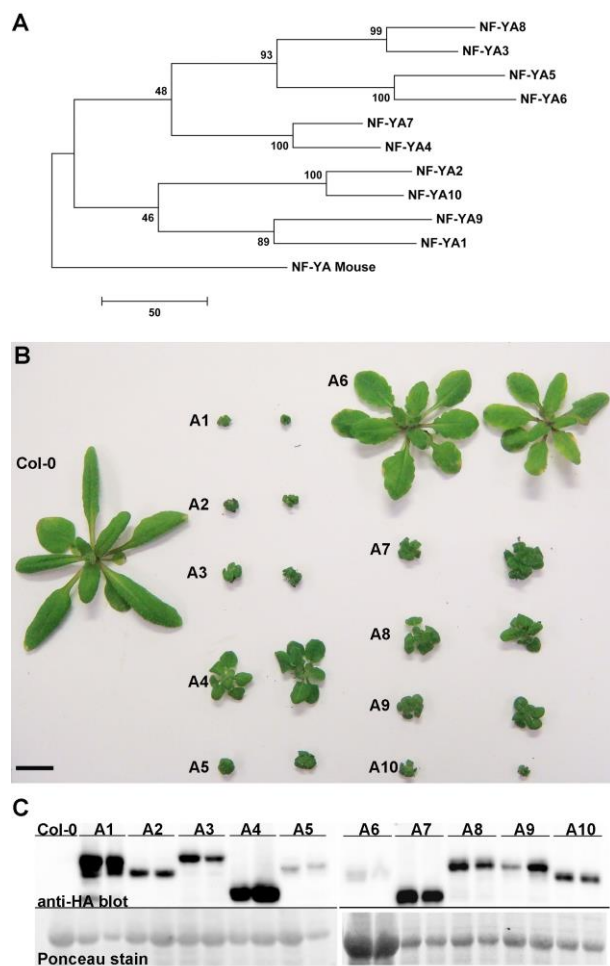 A
NF-YA8
99
NF-YA3
93
NF-YA5
48
100
NF-YA6
NF-YA7
100
NF-YA4
NF-YA2
100
NF-YA10
46
NF-YA9
89
NF-YA1
NF-YA Mouse
50
B
A6
A1
Col-0
A2
A7
A3
A8
A4
A9
A5
A10
C
Col-0 A1 A2 A3 A4 A5 A6 A7 A8 A9 A10
anti-HA blot
Ponceau stain